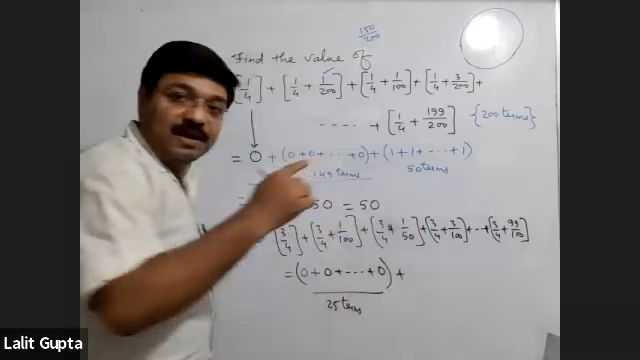 150/200
Find the value of
[1/4] + [1/4 + 1/200] + [1/4 + 1/100] + [1/4 + 3/200] +
---- + [1/4 + 199/200] {200 terms}
= 0 + (0+0+ ... +0) + (1+1+ ... +1)
149 terms 50 terms
= 50 = 50
[3/4] + [3/4 + 1/100] + [3/4 + 1/50] + [3/4 + 3/100] + ... + [3/4 + 99/100]
= (0 + 0 + ---- + 0) +
25 terms
Lalit Gupta